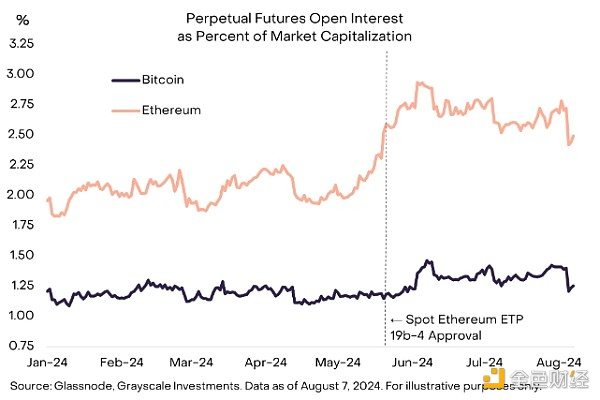 Perpetual Futures Open Interest
as Percent of Market Capitalization
%
3.25
3.00
2.75
2.50
2.25
2.00
1.75
1.50
1.25
1.00
0.75
Bitcoin
Ethereum
← Spot Ethereum ETP
19b-4 Approval
Jan-24 Feb-24 Mar-24 Apr-24 May-24 Jun-24 Jul-24 Aug-24
Source: Glassnode, Grayscale Investments. Data as of August 7, 2024. For illustrative purposes only.
金色财经